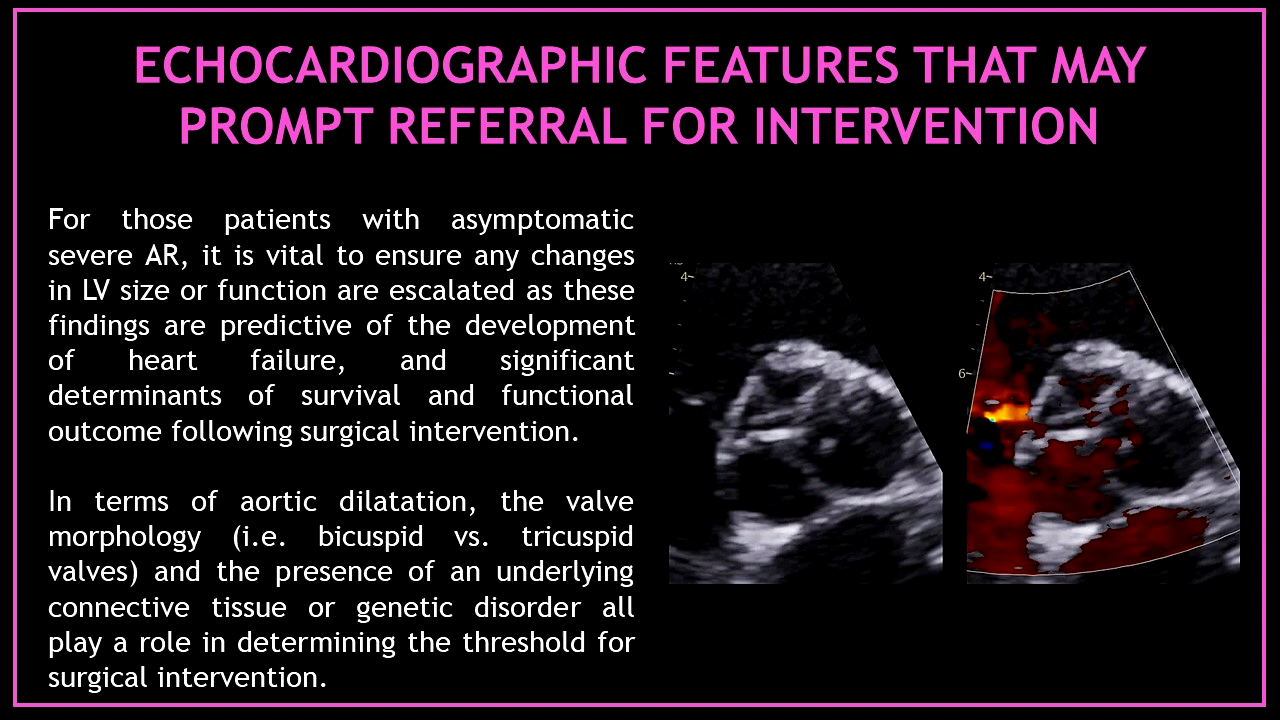 ECHOCARDIOGRAPHIC FEATURES THAT MAY
PROMPT REFERRAL FOR INTERVENTION
For those patients with asymptomatic
severe AR, it is vital to ensure any changes
in LV size or function are escalated as these
findings are predictive of the development
of heart failure, and significant
determinants of survival and functional
outcome following surgical intervention.
In terms of aortic dilatation, the valve
morphology (i.e. bicuspid vs. tricuspid
valves) and the presence of an underlying
connective tissue or genetic disorder all
play a role in determining the threshold for
surgical intervention.
4
4
6